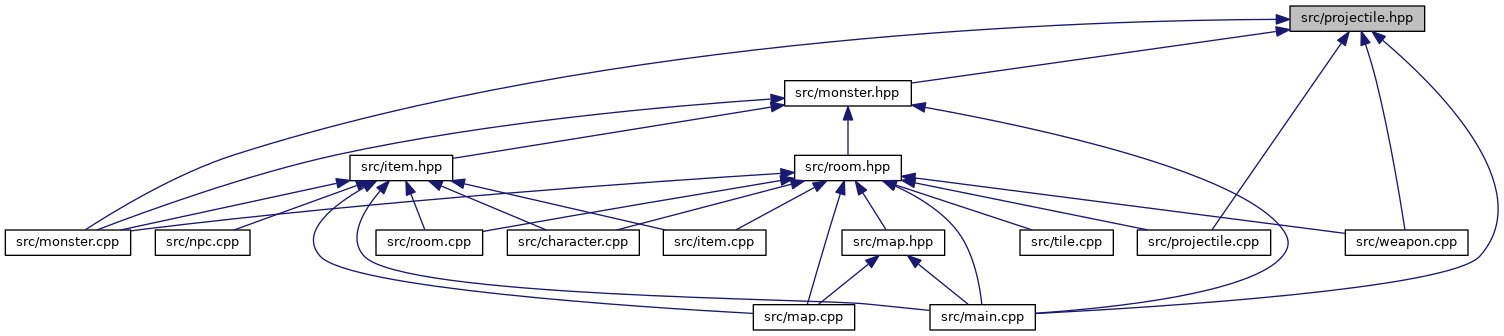 src/projectile.hpp
src/monster.hpp
src/item.hpp
src/room.hpp
src/monster.cpp
src/npc.cpp
src/room.cpp
src/character.cpp
src/item.cpp
src/map.hpp
src/tile.cpp
src/projectile.cpp
src/weapon.cpp
src/map.cpp
src/main.cpp